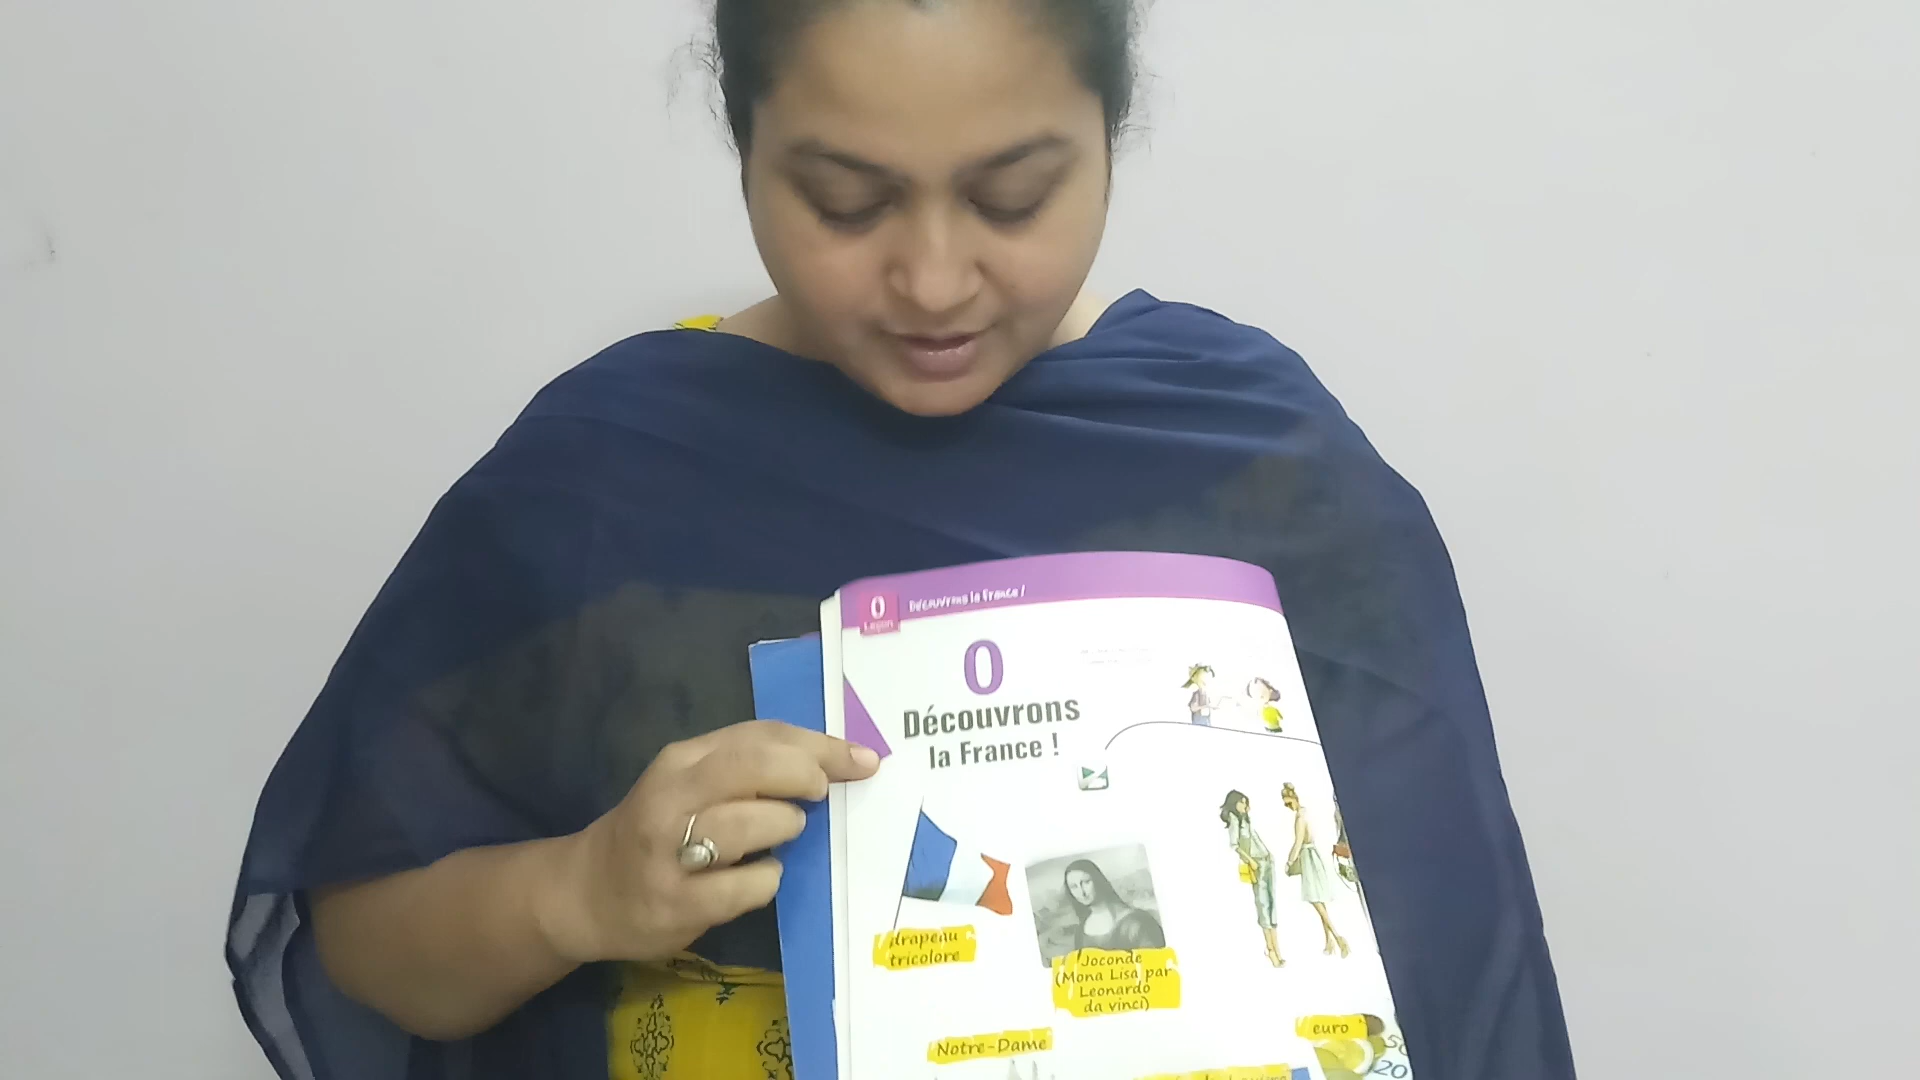 0 Découvrons la France !
Leçon
0
Découvrons
la France !
drapeau
tricolore
Joconde
(Mona Lisa par
Leonardo
da vinci)
Notre-Dame
euro
20